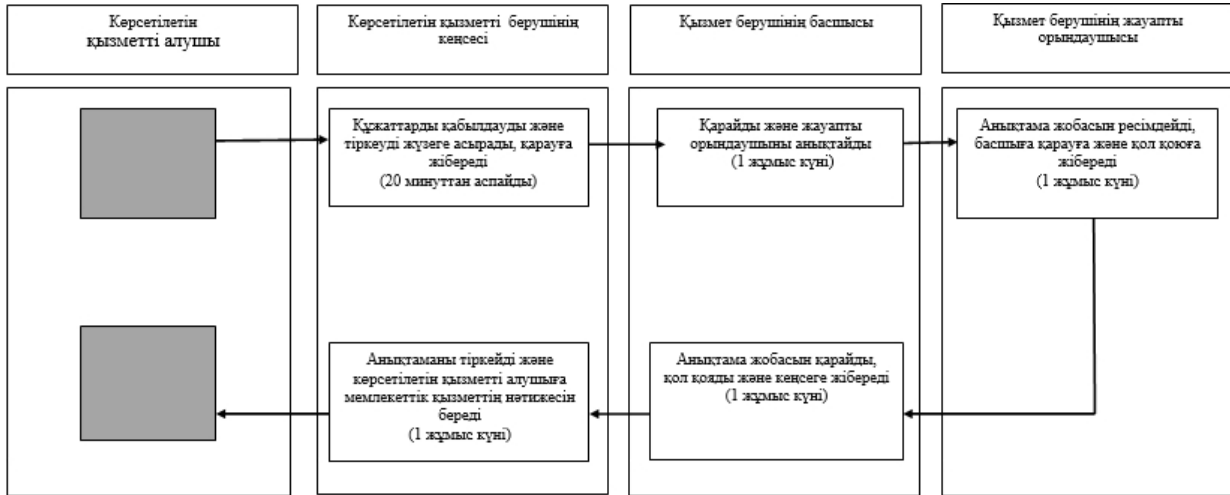 Көрсетілетін
қызметті алушы
Көрсетілетін қызметті берушінің
кеңсесі
Қызмет берушінің басшысы
Қызмет берушінің жауапты
орындаушысы
Құжаттарды қабылдауды және
тіркеуді жүзеге асырады, қарауға
жібереді
(20 минуттан аспайды)
Қарайды және жауапты
орындаушыны анықтайды
(1 жұмыс күні)
Анықтама жобасын ресімдейді,
басшыға қарауға және қол қоюға
жібереді
(1 жұмыс күні)
Анықтаманы тіркейді және
көрсетілетін қызметті алушыға
мемлекеттік қызметтің нәтижесін
береді
(1 жұмыс күні)
Анықтама жобасын қарайды,
қол қояды және кеңсеге жібереді
(1 жұмыс күні)